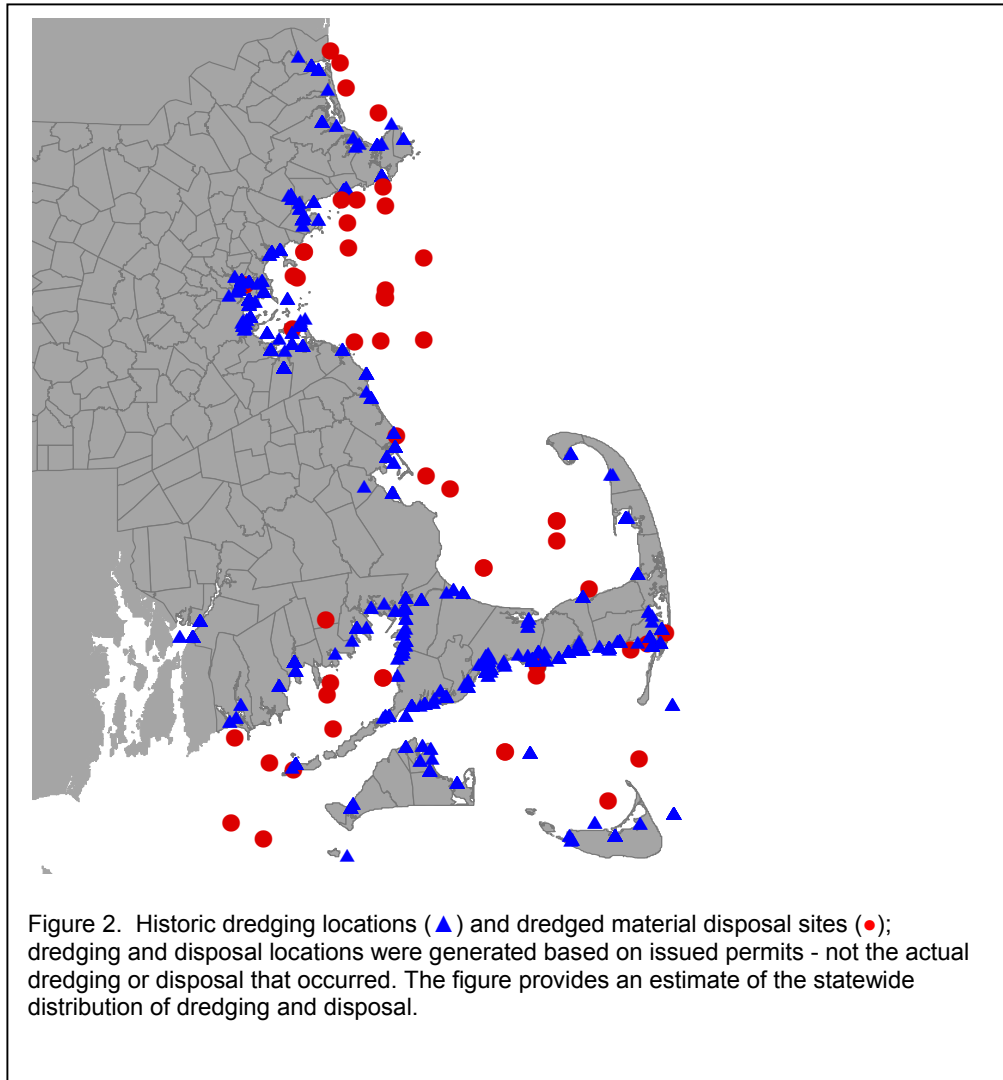 Figure 2. Historic dredging locations (▲) and dredged material disposal sites (●);
dredging and disposal locations were generated based on issued permits - not the actual
dredging or disposal that occurred. The figure provides an estimate of the statewide
distribution of dredging and disposal.